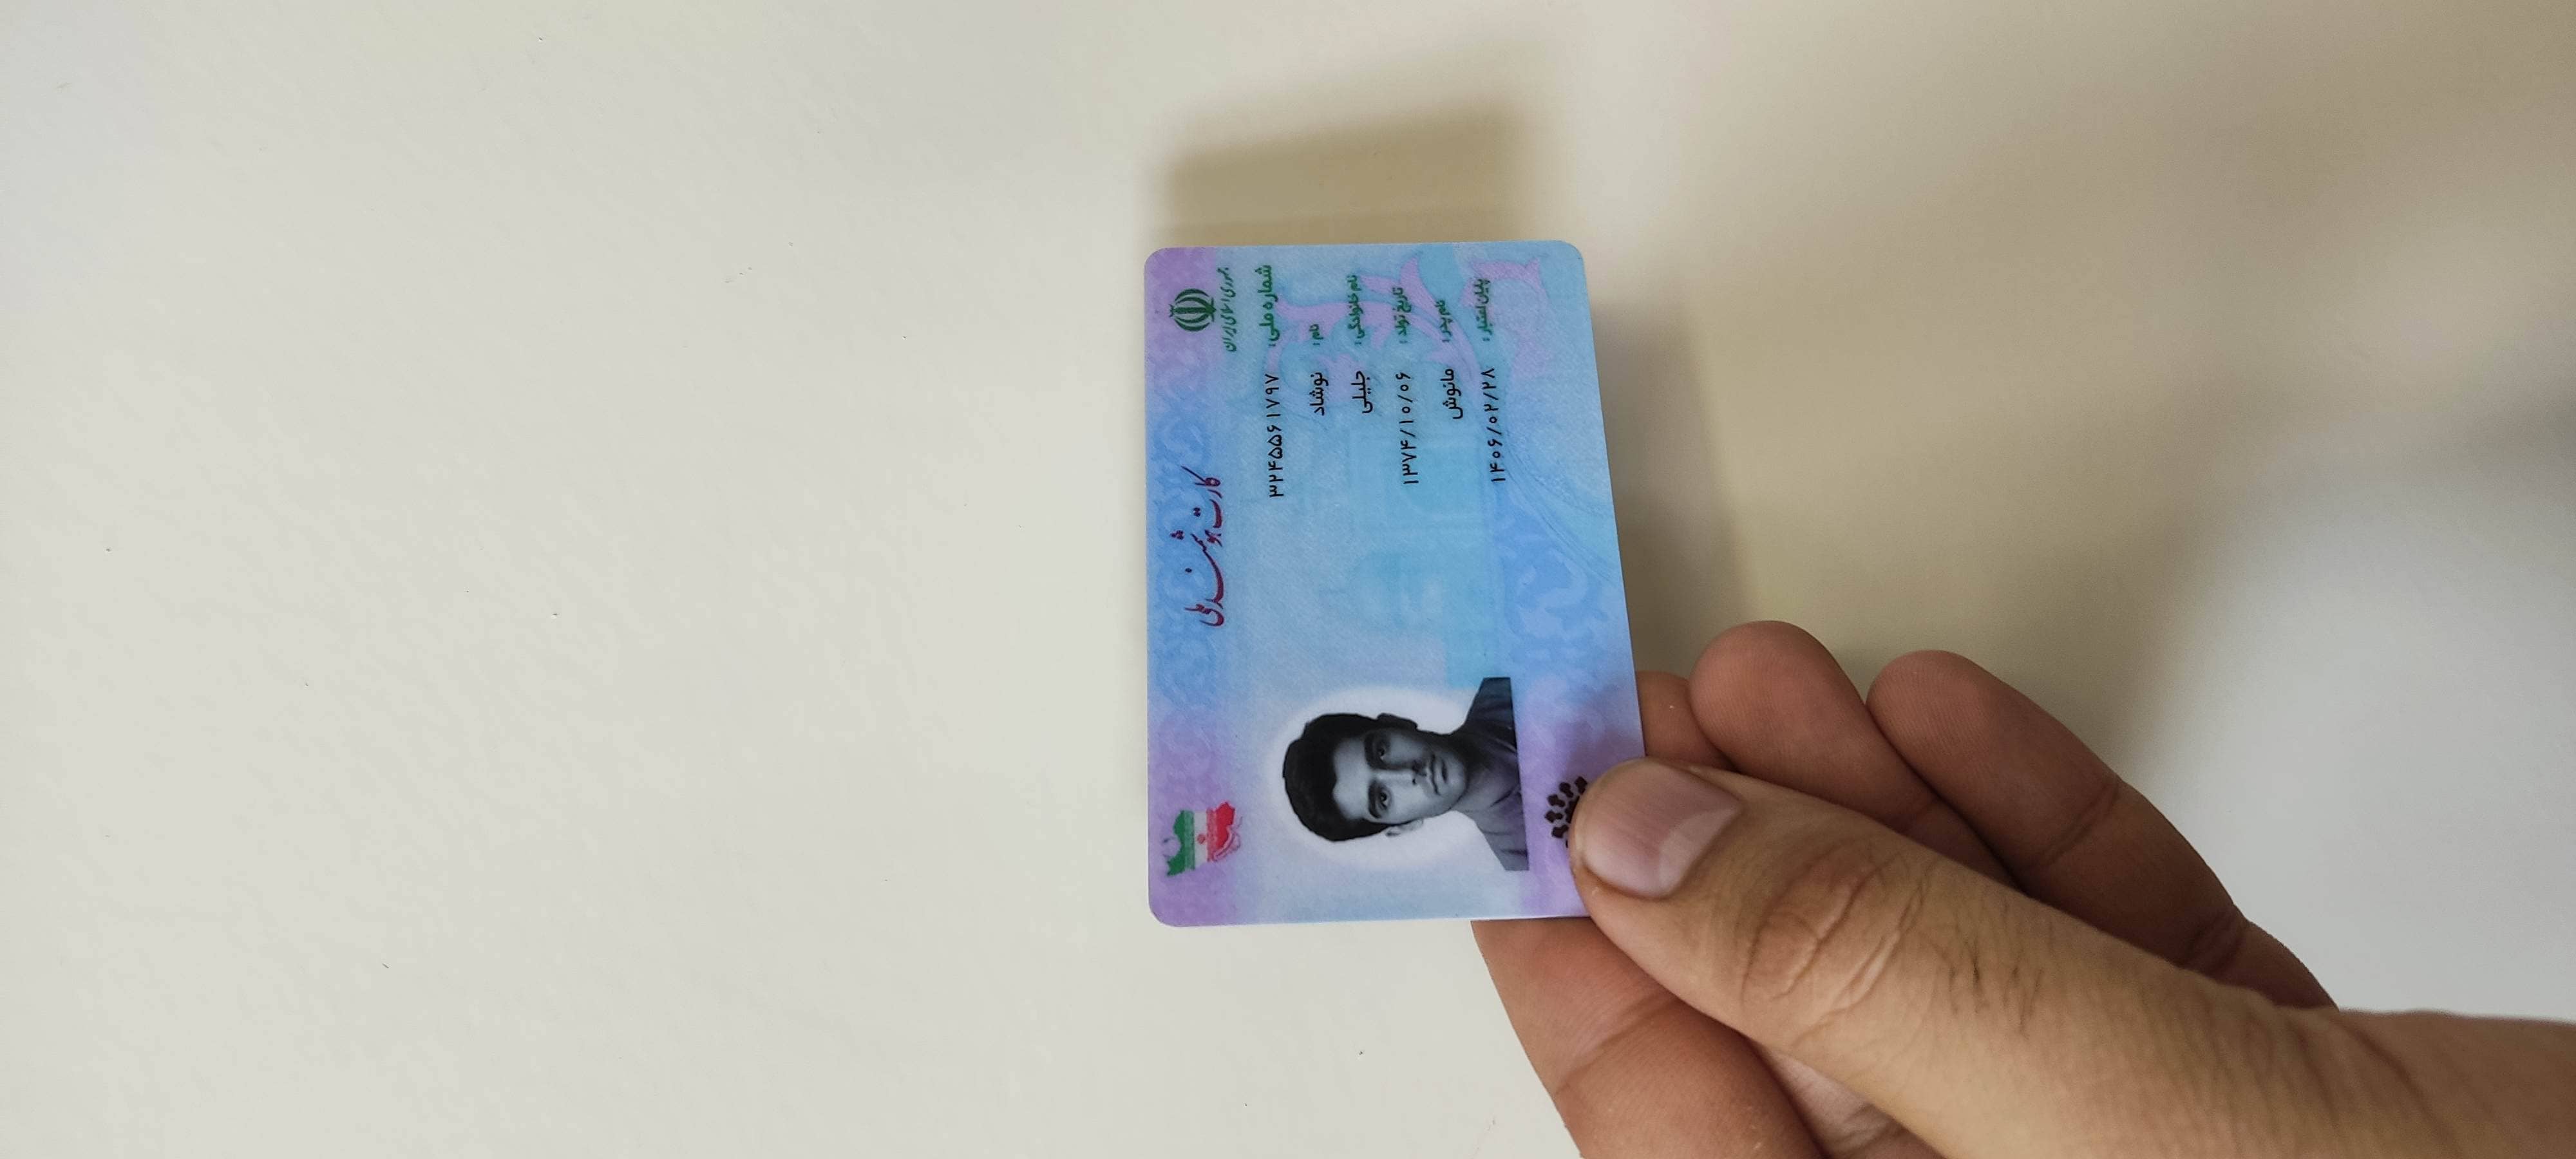 جمهوری اسلامی ایران
کارت هوشمند ملی
شماره ملی: ۳۲۴۵۵۶۱۷۹۷
نام: نوشاد
نام خانوادگی: جلیلی
تاریخ تولد: ۱۳۷۴/۱۰/۰۶
نام پدر: مانوش
پایان اعتبار: ۱۴۰۶/۰۲/۲۸